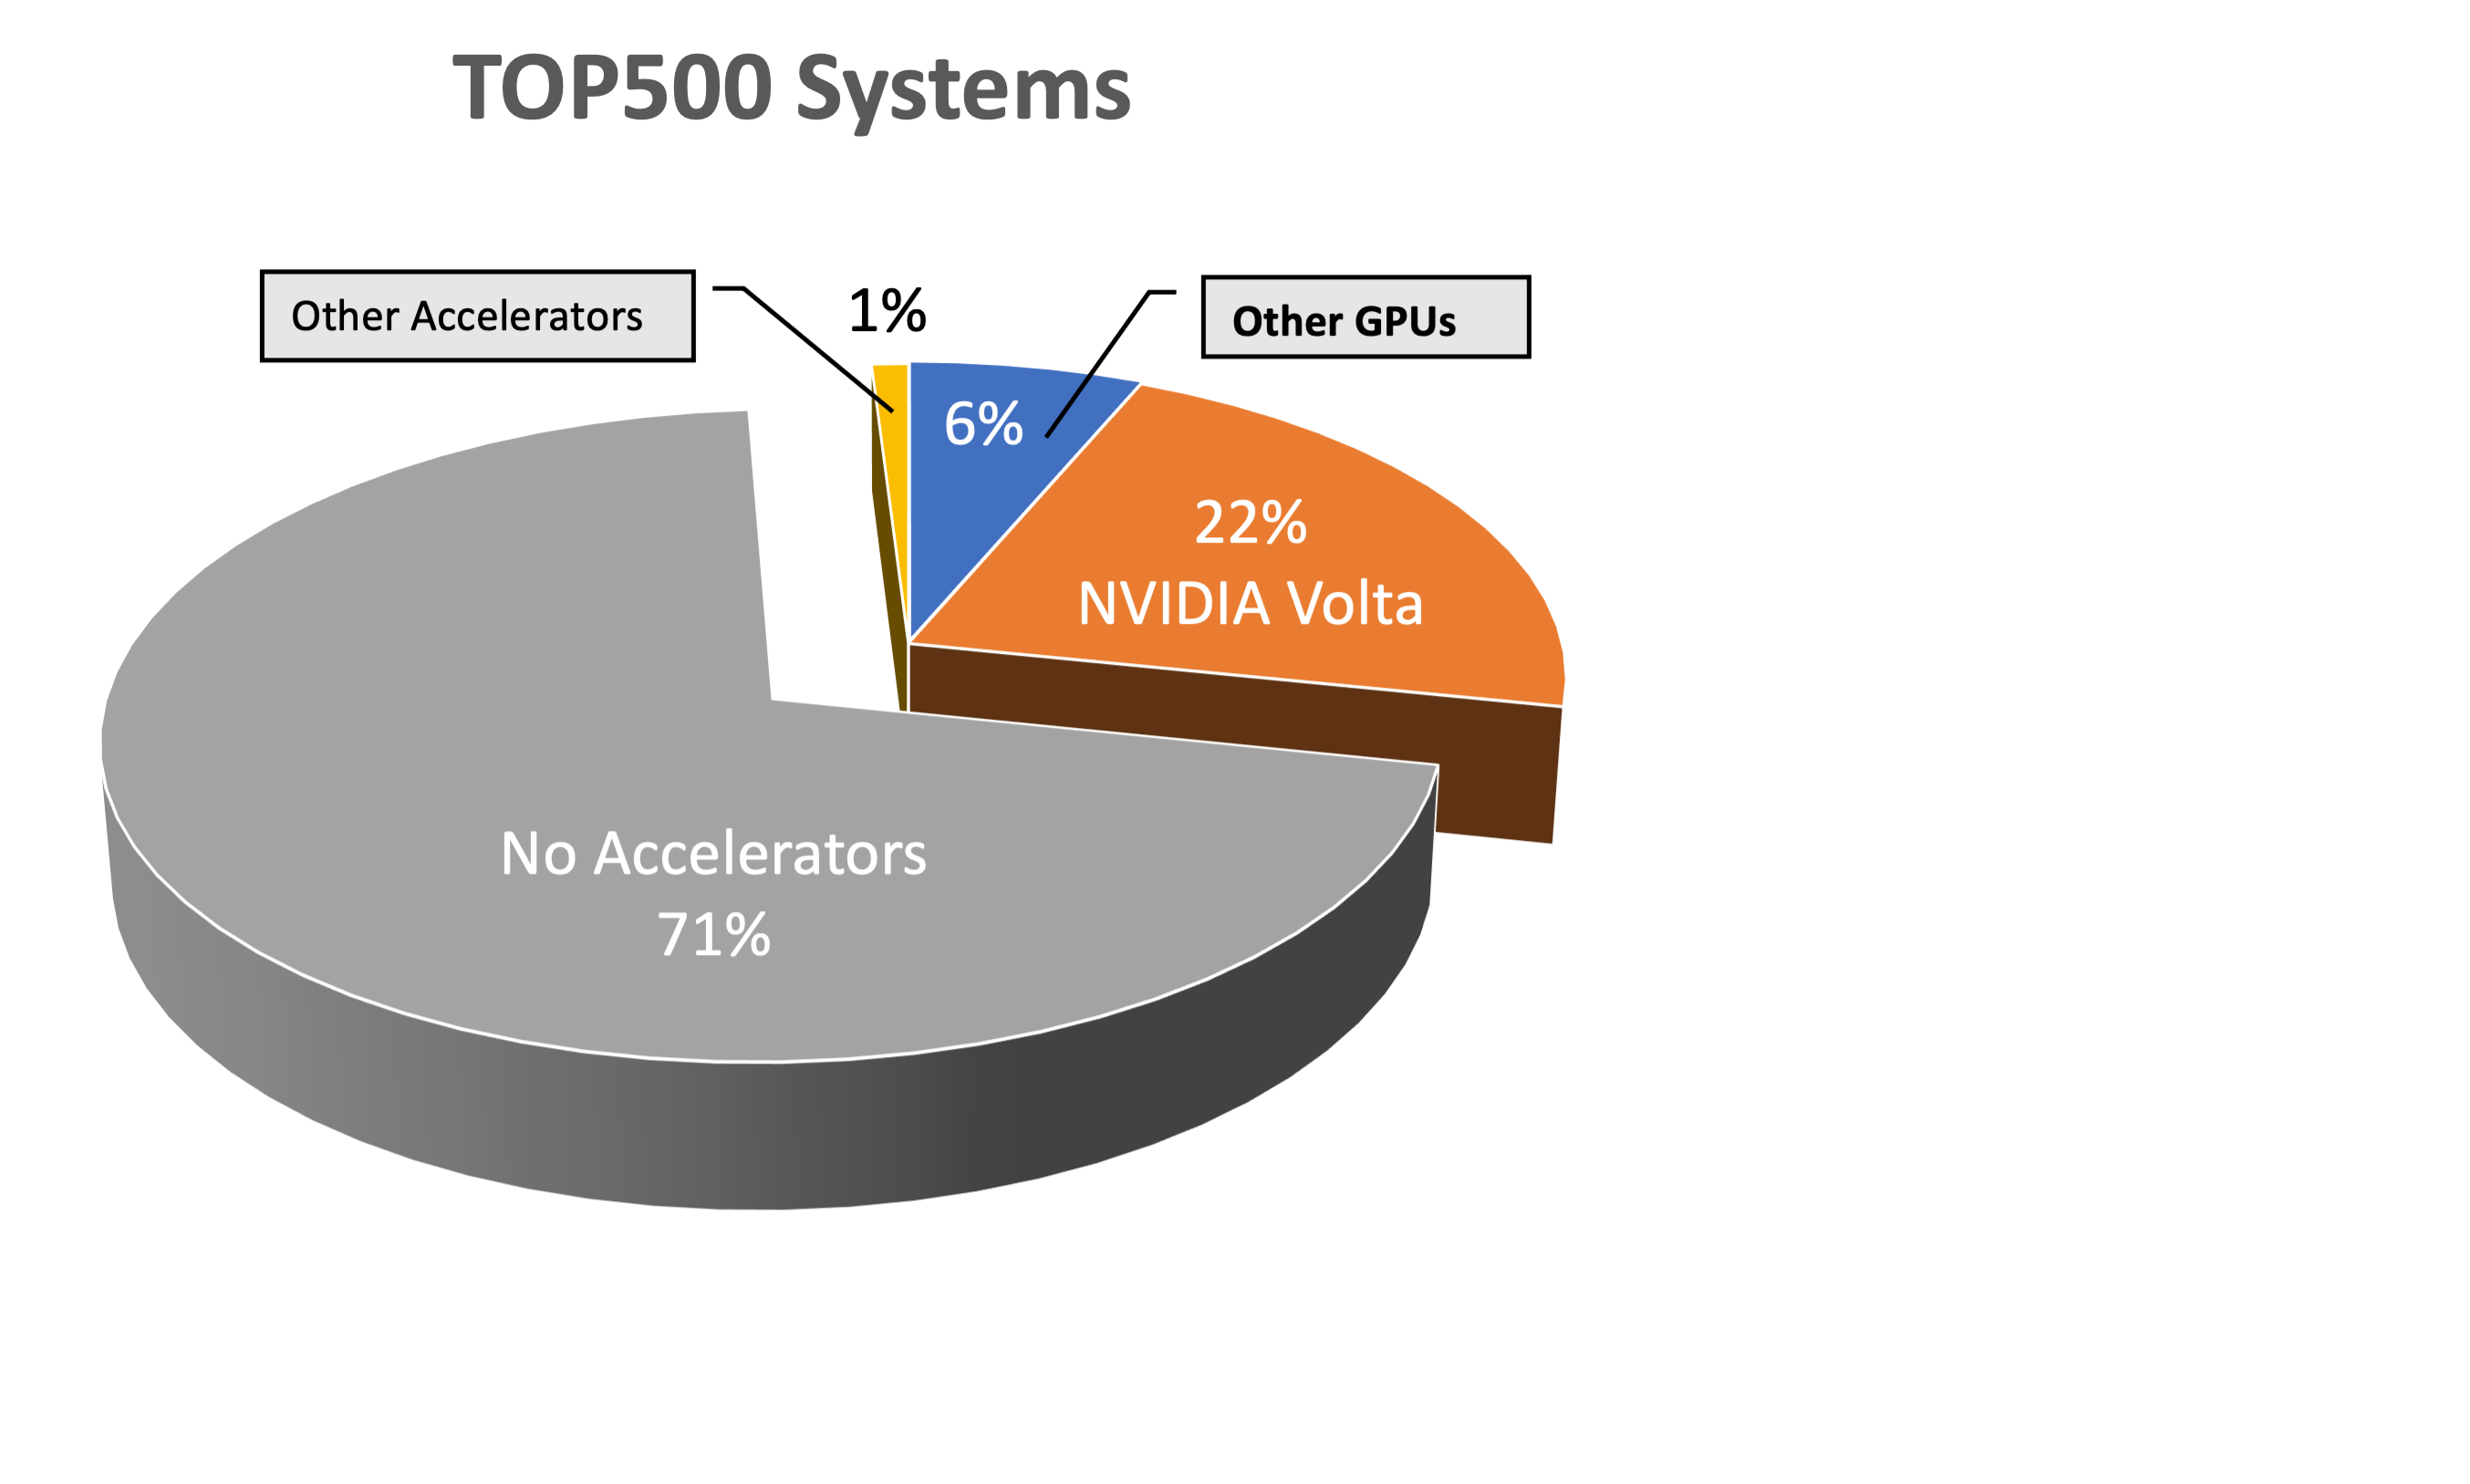 TOP500 Systems
Other Accelerators
1%
Other GPUs
6%
22%
NVIDIA Volta
No Accelerators
71%